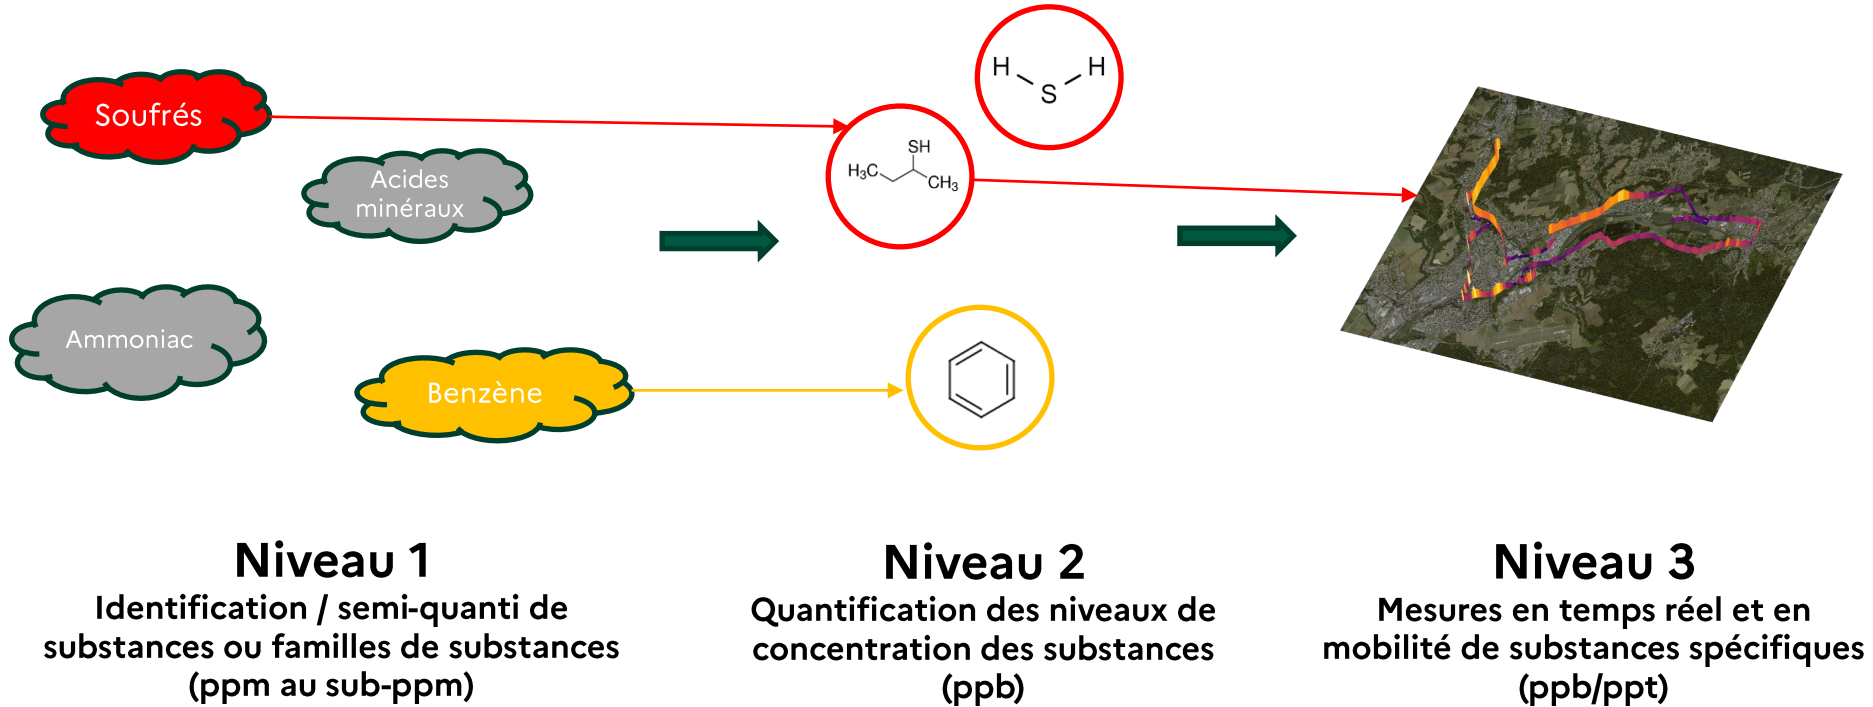 Soufrés
Acides
minéraux
Ammoniac
Benzène
H
H
S
SH
H₃C
CH₃
Niveau 1
Identification / semi-quanti de
substances ou familles de substances
(ppm au sub-ppm)
Niveau 2
Quantification des niveaux de
concentration des substances
(ppb)
Niveau 3
Mesures en temps réel et en
mobilité de substances spécifiques
(ppb/ppt)